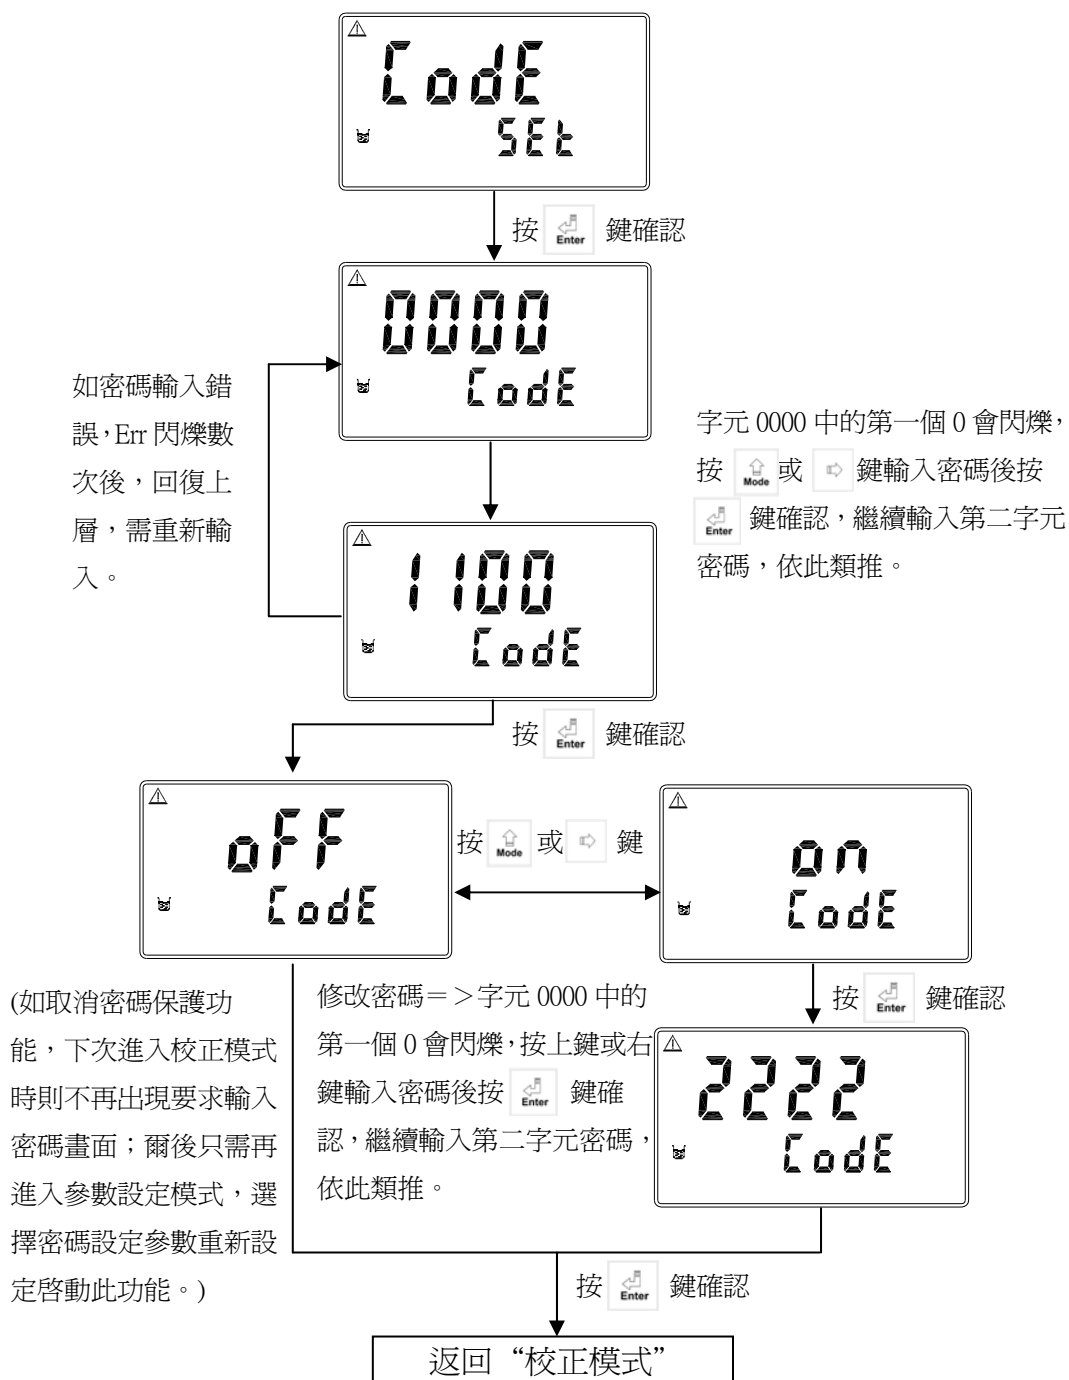 CodE
SEt
按 Enter 鍵確認
0000
CodE
如密碼輸入錯
誤，Err 閃爍數
次後，回復上
層，需重新輸
入。
字元 0000 中的第一個 0 會閃爍，
按 Mode 或 鍵輸入密碼後按
Enter 鍵確認，繼續輸入第二字元
密碼，依此類推。
1100
CodE
按 Enter 鍵確認
oFF
CodE
按 Mode 或 鍵
on
CodE
按 Enter 鍵確認
(如取消密碼保護功
能，下次進入校正模式
時則不再出現要求輸入
密碼畫面；爾後只需再
進入參數設定模式，選
擇密碼設定參數重新設
定啓動此功能。)
修改密碼＝＞字元 0000 中的
第一個 0 會閃爍，按上鍵或右
鍵輸入密碼後按 Enter 鍵確
認，繼續輸入第二字元密碼，
依此類推。
2222
CodE
按 Enter 鍵確認
返回“校正模式”